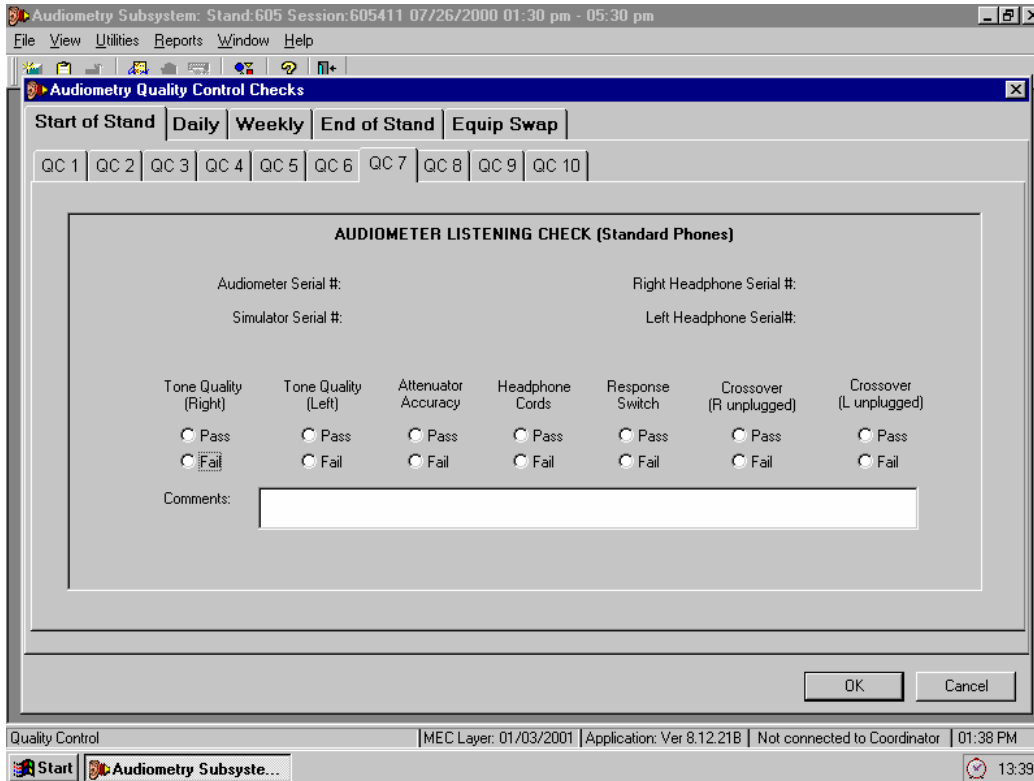 Audiometry Subsystem: Stand:605 Session:605411 07/26/2000 01:30 pm - 05:30 pm
File View Utilities Reports Window Help
Audiometry Quality Control Checks
Start of Stand Daily Weekly End of Stand Equip Swap
QC 1 QC 2 QC 3 QC 4 QC 5 QC 6 QC 7 QC 8 QC 9 QC 10
AUDIOMETER LISTENING CHECK (Standard Phones)
Audiometer Serial #: Right Headphone Serial #:
Simulator Serial #: Left Headphone Serial#:
Tone Quality Tone Quality Attenuator Headphone Response Crossover Crossover
(Right) (Left) Accuracy Cords Switch (R unplugged) (L unplugged)
Pass Pass Pass Pass Pass Pass Pass
Fail Fail Fail Fail Fail Fail Fail
Comments:
OK Cancel
Quality Control MEC Layer: 01/03/2001 Application: Ver 8.12.21B Not connected to Coordinator 01:38 PM
Start Audiometry Subsyste... 13:39